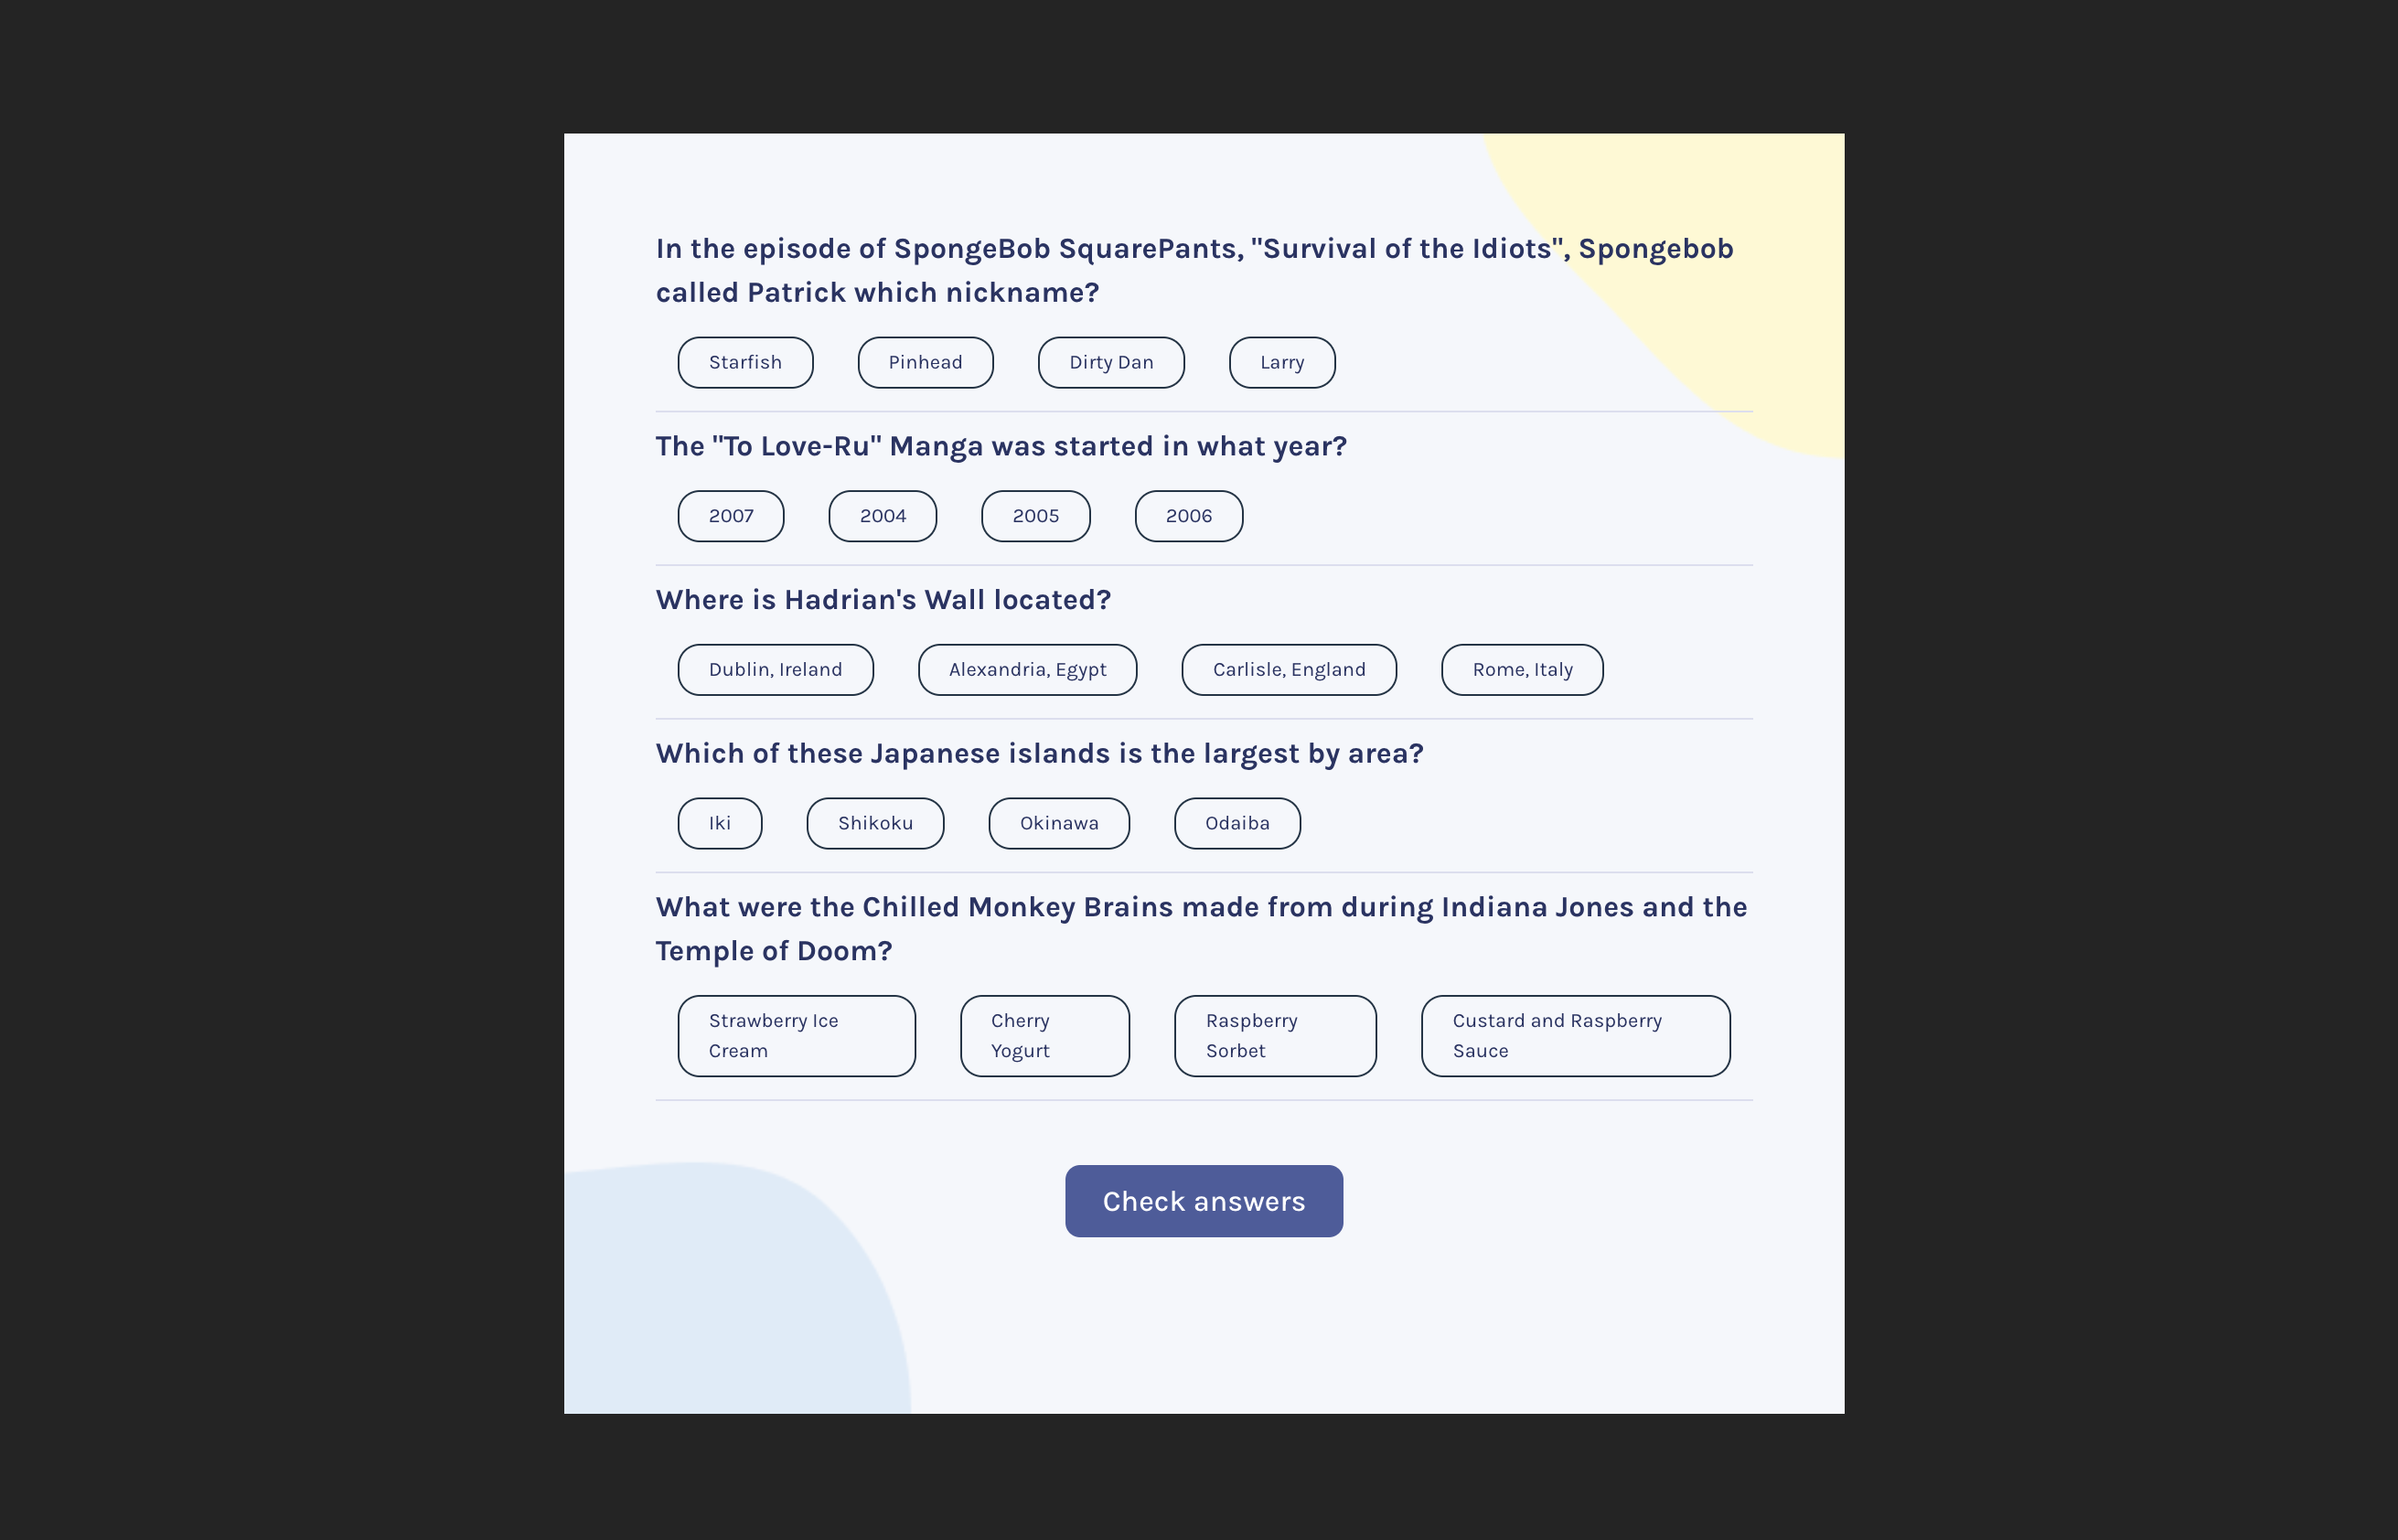 In the episode of SpongeBob SquarePants, "Survival of the Idiots", Spongebob
called Patrick which nickname?
Starfish Pinhead Dirty Dan Larry
The "To Love-Ru" Manga was started in what year?
2007 2004 2005 2006
Where is Hadrian's Wall located?
Dublin, Ireland Alexandria, Egypt Carlisle, England Rome, Italy
Which of these Japanese islands is the largest by area?
Iki Shikoku Okinawa Odaiba
What were the Chilled Monkey Brains made from during Indiana Jones and the
Temple of Doom?
Strawberry Ice
Cream
Cherry
Yogurt
Raspberry
Sorbet
Custard and Raspberry
Sauce
Check answers